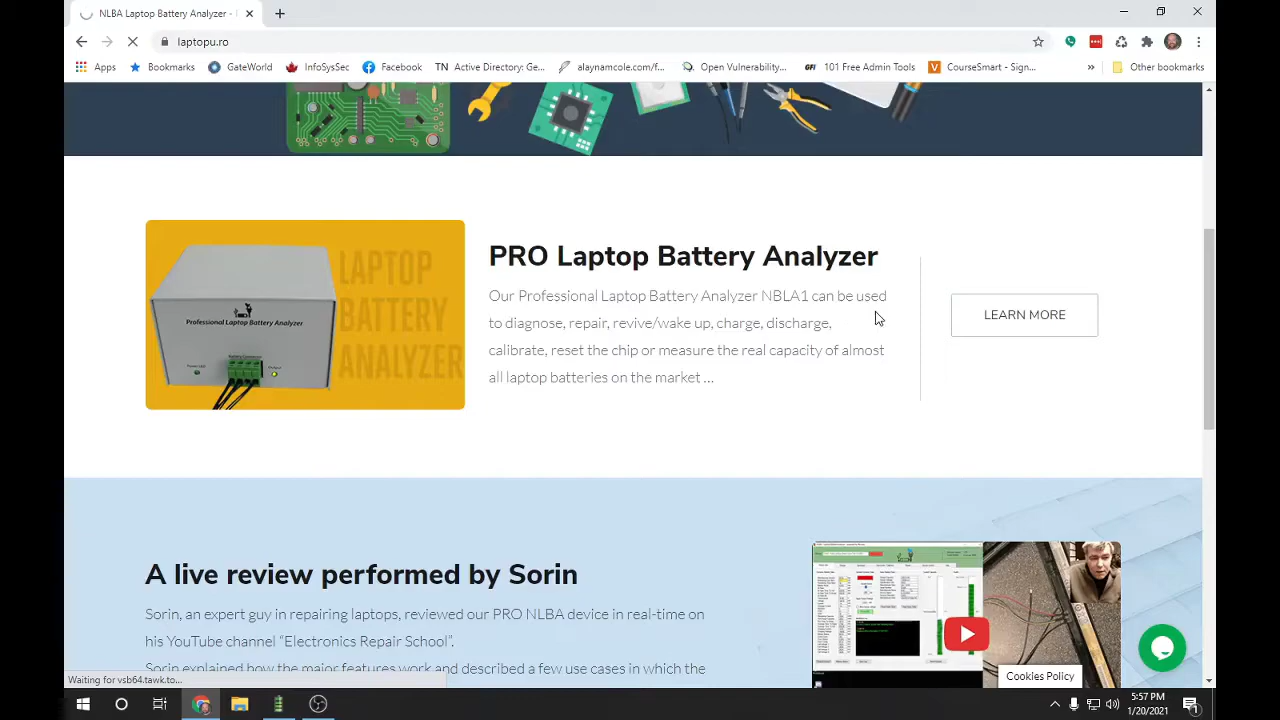 NLBA Laptop Battery Analyzer -
laptopu.ro
Apps
Bookmarks
GateWorld
InfoSysSec
Facebook
TN Active Directory: Ge...
alaynamcole.com/f...
Open Vulnerability...
GFI 101 Free Admin Tools
V CourseSmart - Sign...
Other bookmarks
LAPTOP
BATTERY
ANALYZER
Professional Laptop Battery Analyzer
Battery Connector
Power LED
Output
PRO Laptop Battery Analyzer
Our Professional Laptop Battery Analyzer NBLA1 can be used
to diagnose, repair, revive/wake up, charge, discharge,
calibrate, reset the chip or measure the real capacity of almost
all laptop batteries on the market ...
LEARN MORE
A live review performed by Sorin
Sorin, an expert guy in repairing laptops, reviewed our PRO NLBA device in real-time on
his YouTube channel "Electronics Repair School".
Sorin explained how the major features work and described a few use cases in which the
Cookies Policy
Waiting for vsb64.tawk.to...
5:57 PM
1/20/2021